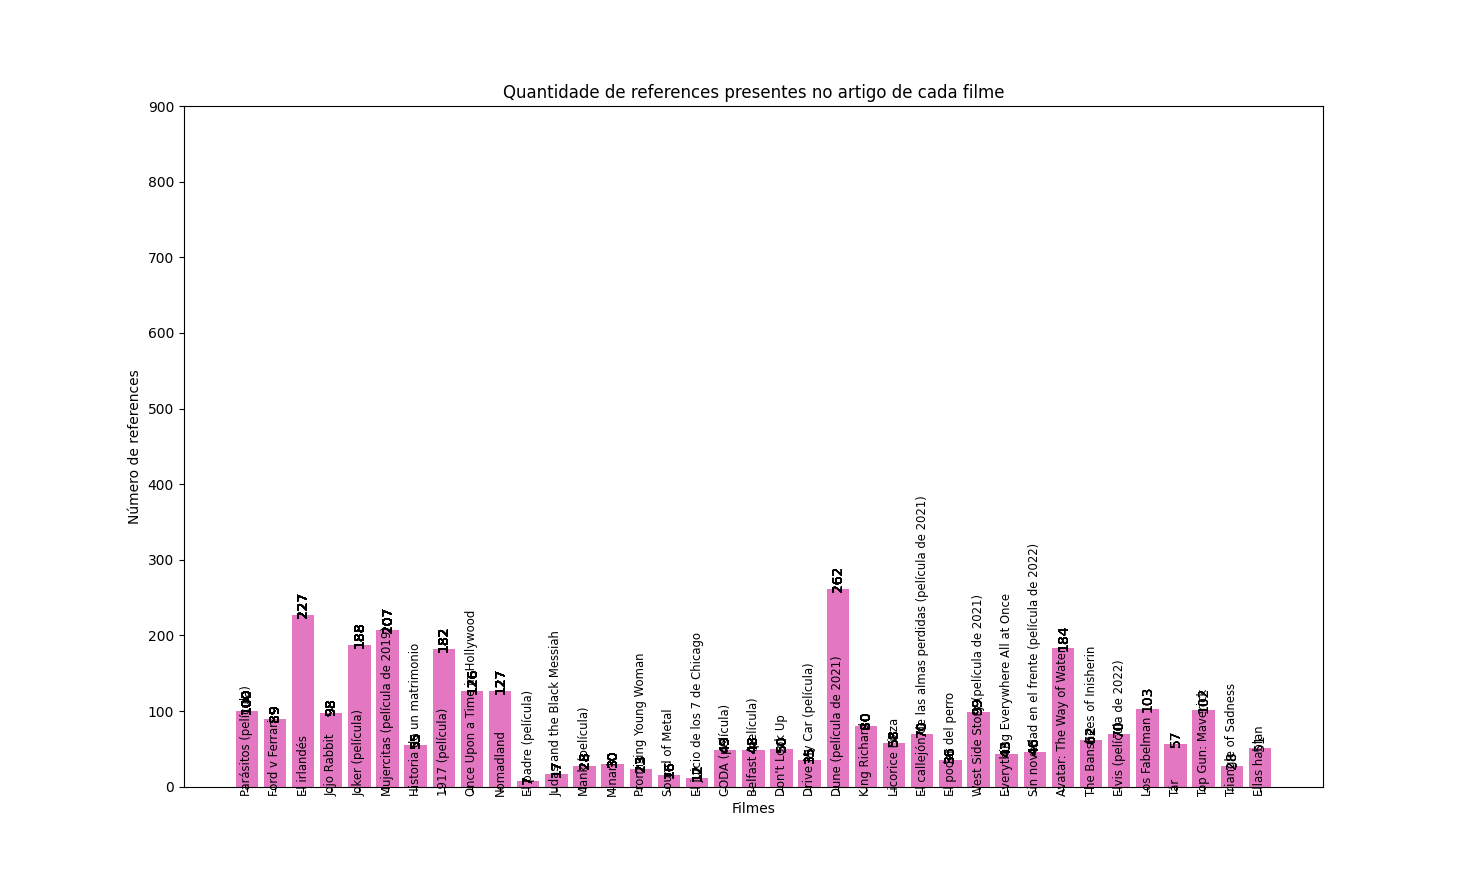 Quantidade de references presentes no artigo de cada filme
Número de references
900
800
700
600
500
400
300
200
100
0
100
89
227
98
188
207
55
182
126
127
7
17
28
30
23
16
12
49
48
50
35
262
80
58
70
36
99
43
46
184
62
70
103
57
102
28
51
Parásitos (película)
Ford v Ferrari
El irlandés
Jojo Rabbit
Joker (película)
Mujercitas (película de 2019)
Historia de un matrimonio
1917 (película)
Once Upon a Time in Hollywood
Nomadland
El padre (película)
Judas and the Black Messiah
Mank (película)
Minari
Promising Young Woman
Sound of Metal
El juicio de los 7 de Chicago
CODA (película)
Belfast (película)
Don't Look Up
Drive My Car (película)
Dune (película de 2021)
King Richard
Licorice Pizza
El callejón de las almas perdidas (película de 2021)
El poder del perro
West Side Story (película de 2021)
Everything Everywhere All at Once
Sin novedad en el frente (película de 2022)
Avatar: The Way of Water
The Banshees of Inisherin
Elvis (película de 2022)
Los Fabelman
Tár
Top Gun: Maverick
Triangle of Sadness
Ellas hablan
Filmes